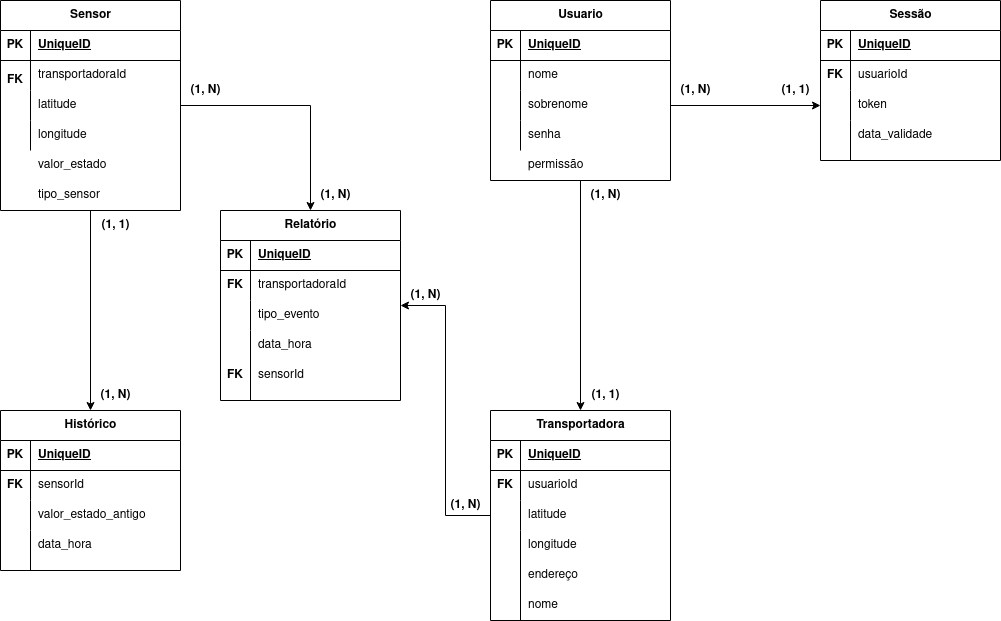 Sensor
PK UniqueID
FK transportadoraId
latitude
longitude
valor_estado
tipo_sensor
(1, N)
(1, N)
(1, 1)
(1, N)
Usuario
PK UniqueID
nome
sobrenome
senha
permissão
(1, N)
(1, 1)
(1, N)
(1, 1)
Sessão
PK UniqueID
FK usuarioId
token
data_validade
Relatório
PK UniqueID
FK transportadoraId
tipo_evento
data_hora
FK sensorId
(1, N)
(1, N)
Histórico
PK UniqueID
FK sensorId
valor_estado_antigo
data_hora
Transportadora
PK UniqueID
FK usuarioId
latitude
longitude
endereço
nome